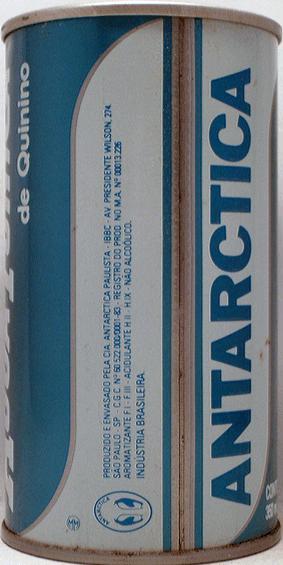 de Quinino
PRODUZIDO E ENVASADO PELA CIA. ANTARCTICA PAULISTA - IBBC - AV. PRESIDENTE WILSON, 274
SÃO PAULO - SP - C.G.C. Nº 60.522.000/0001-83 - REGISTRO DO PROD. NO M.A. Nº 00013.226
AROMATIZANTE F I - F III - ACIDULANTE H II - H IX - NÃO ALCOÓLICO.
INDÚSTRIA BRASILEIRA.
ANTARCTICA
ANTARCTICA